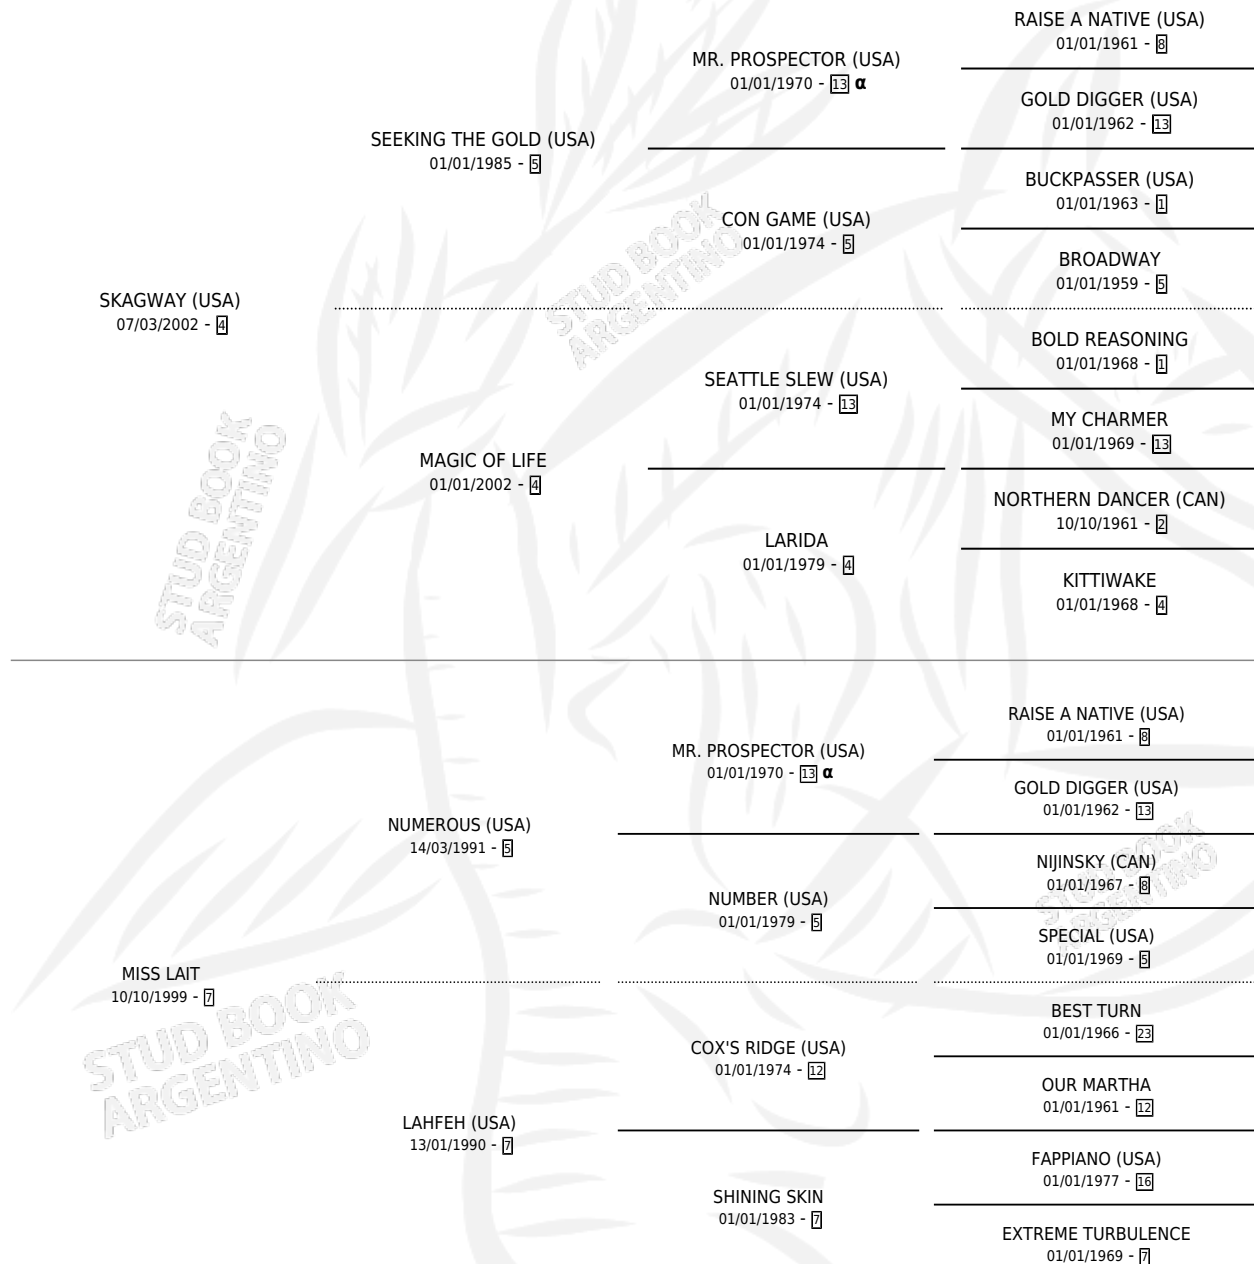 RAISE A NATIVE (USA)
01/01/1961 - 8
MR. PROSPECTOR (USA)
01/01/1970 - 13 α
GOLD DIGGER (USA)
01/01/1962 - 13
SEEKING THE GOLD (USA)
01/01/1985 - 5
BUCKPASSER (USA)
01/01/1963 - 1
CON GAME (USA)
01/01/1974 - 5
BROADWAY
01/01/1959 - 5
SKAGWAY (USA)
07/03/2002 - 4
BOLD REASONING
01/01/1968 - 1
SEATTLE SLEW (USA)
01/01/1974 - 13
MY CHARMER
01/01/1969 - 13
MAGIC OF LIFE
01/01/2002 - 4
NORTHERN DANCER (CAN)
10/10/1961 - 2
LARIDA
01/01/1979 - 4
KITTIWAKE
01/01/1968 - 4
STUD BOOK
ARGENTINO
STUD BOOK
ARGENTINO
RAISE A NATIVE (USA)
01/01/1961 - 8
MR. PROSPECTOR (USA)
01/01/1970 - 13 α
GOLD DIGGER (USA)
01/01/1962 - 13
NUMEROUS (USA)
14/03/1991 - 5
NIJINSKY (CAN)
01/01/1967 - 8
NUMBER (USA)
01/01/1979 - 5
SPECIAL (USA)
01/01/1969 - 5
MISS LAIT
10/10/1999 - 7
BEST TURN
01/01/1966 - 23
COX'S RIDGE (USA)
01/01/1974 - 12
OUR MARTHA
01/01/1961 - 12
LAHFEH (USA)
13/01/1990 - 7
FAPPIANO (USA)
01/01/1977 - 16
SHINING SKIN
01/01/1983 - 7
EXTREME TURBULENCE
01/01/1969 - 7
STUD BOOK
ARGENTINO
STUD BOOK
ARGENTINO